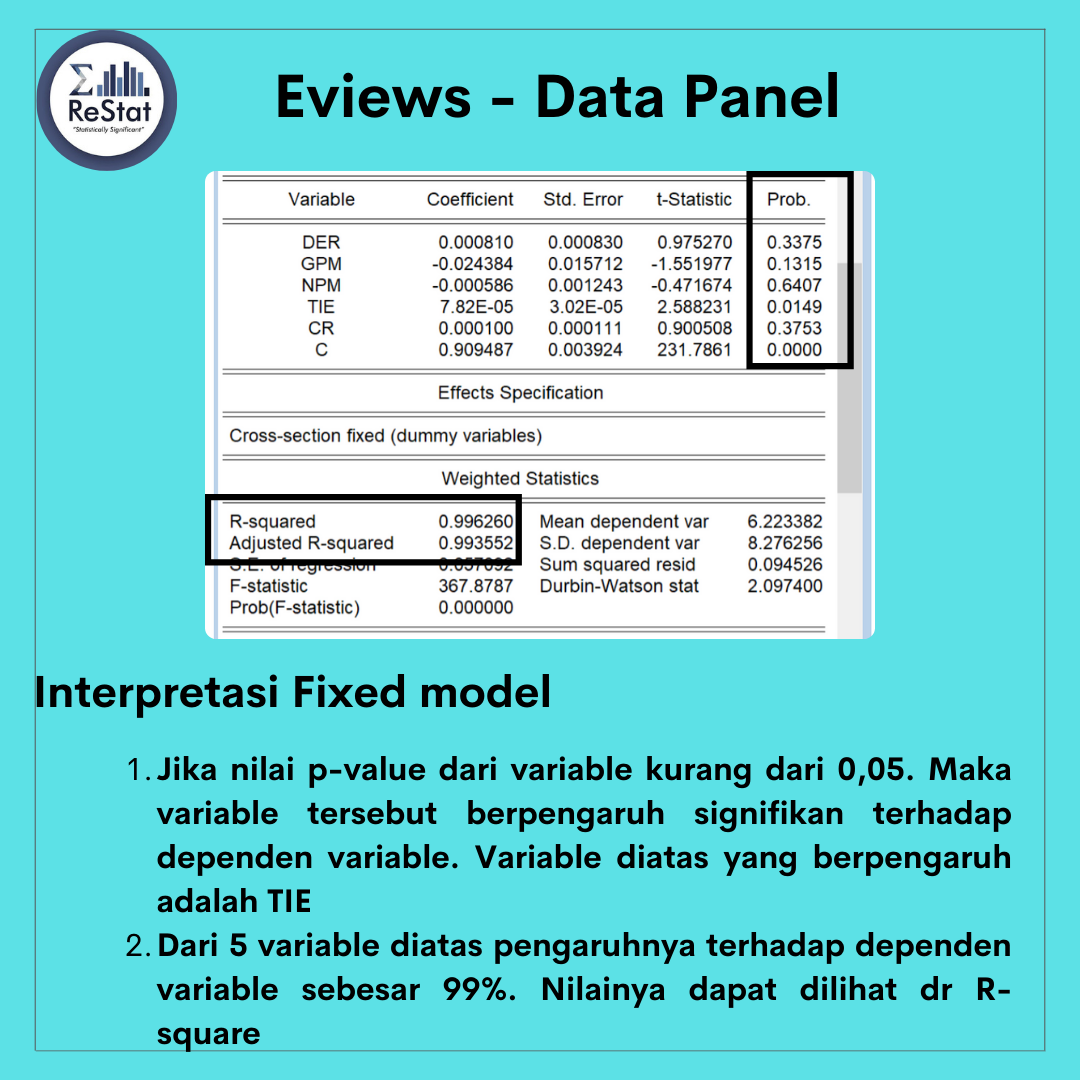 ReStat
"Statistically Significant"
Eviews - Data Panel
Variable Coefficient Std. Error t-Statistic Prob.
DER 0.000810 0.000830 0.975270 0.3375
GPM -0.024384 0.015712 -1.551977 0.1315
NPM -0.000586 0.001243 -0.471674 0.6407
TIE 7.82E-05 3.02E-05 2.588231 0.0149
CR 0.000100 0.000111 0.900508 0.3753
C 0.909487 0.003924 231.7861 0.0000
Effects Specification
Cross-section fixed (dummy variables)
Weighted Statistics
R-squared 0.996260 Mean dependent var 6.223382
Adjusted R-squared 0.993552 S.D. dependent var 8.276256
S.E. of regression 0.057092 Sum squared resid 0.094526
F-statistic 367.8787 Durbin-Watson stat 2.097400
Prob(F-statistic) 0.000000
Interpretasi Fixed model
1. Jika nilai p-value dari variable kurang dari 0,05. Maka
variable tersebut berpengaruh signifikan terhadap
dependen variable. Variable diatas yang berpengaruh
adalah TIE
2. Dari 5 variable diatas pengaruhnya terhadap dependen
variable sebesar 99%. Nilainya dapat dilihat dr R-
square